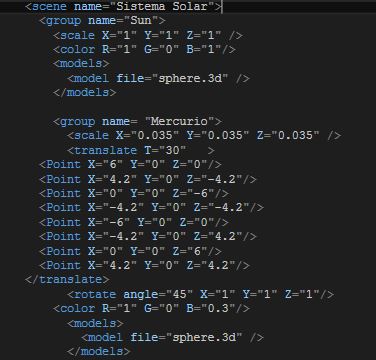 <scene name="Sistema Solar">
<group name="Sun">
<scale X="1" Y="1" Z="1" />
<color R="1" G="0" B="0"/>
<models>
<model file="sphere.3d" />
</models>
<group name= "Mercurio">
<scale X="0.035" Y="0.035" Z="0.035" />
<translate T="30"   >
<Point X="6" Y="0" Z="0"/>
<Point X="4.2" Y="0" Z="-4.2"/>
<Point X="0" Y="0" Z="-6"/>
<Point X="-4.2" Y="0" Z="-4.2"/>
<Point X="-6" Y="0" Z="0"/>
<Point X="-4.2" Y="0" Z="4.2"/>
<Point X="0" Y="0" Z="6"/>
<Point X="4.2" Y="0" Z="4.2"/>
</translate>
<rotate angle="45" X="1" Y="1" Z="1"/>
<color R="1" G="0" B="0.3"/>
<models>
<model file="sphere.3d" />
</models>